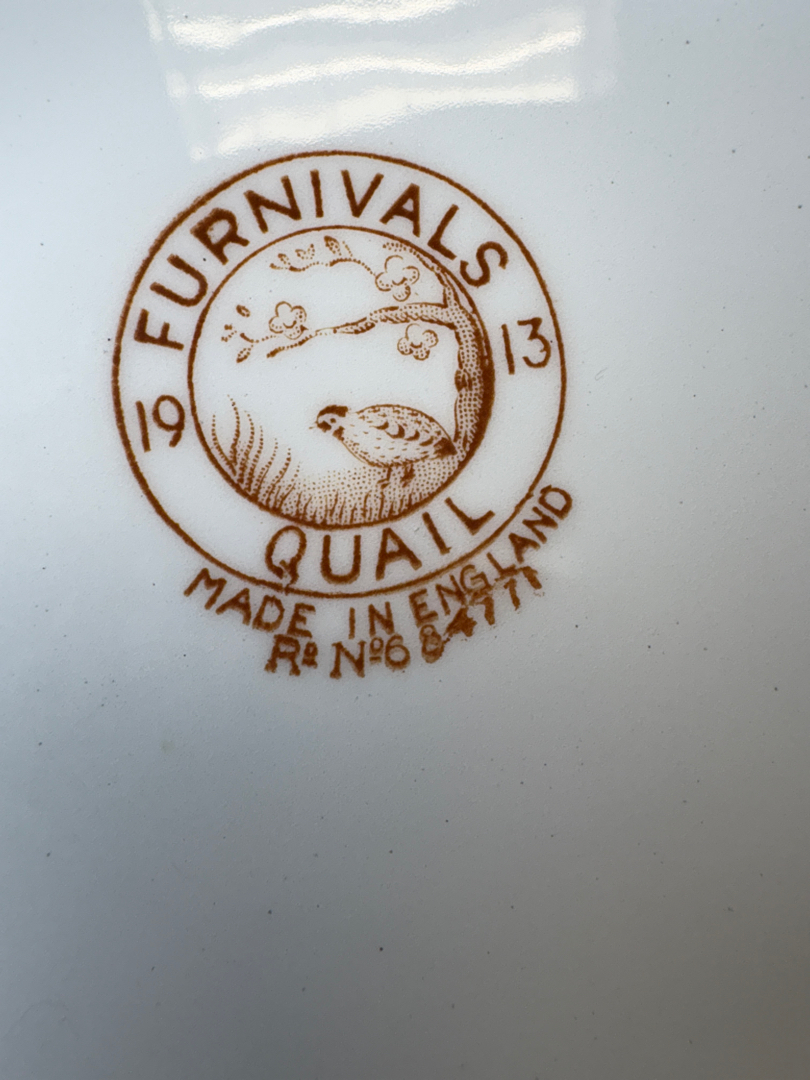 FURNIVALS
19 13
QUAIL
MADE IN ENGLAND
Rᵈ Nº 684771